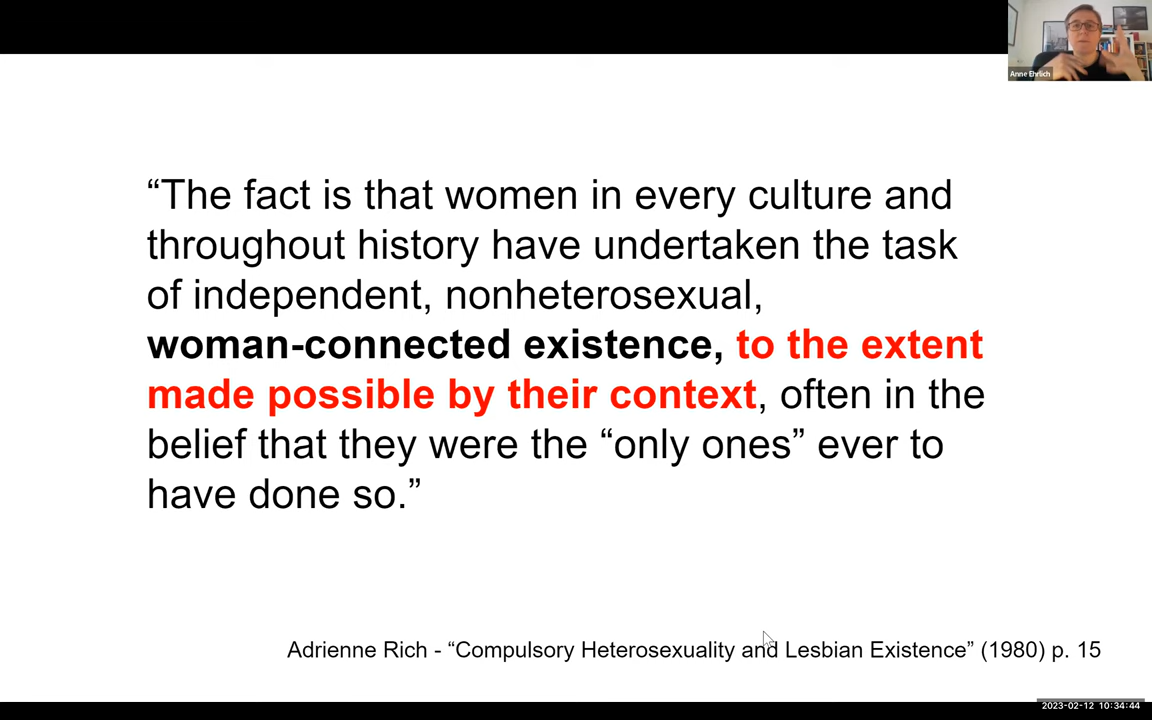 Anne Ehrlich
“The fact is that women in every culture and
throughout history have undertaken the task
of independent, nonheterosexual,
woman-connected existence, to the extent
made possible by their context, often in the
belief that they were the “only ones” ever to
have done so.”
Adrienne Rich - “Compulsory Heterosexuality and Lesbian Existence” (1980) p. 15
2023-02-12 10:34:44